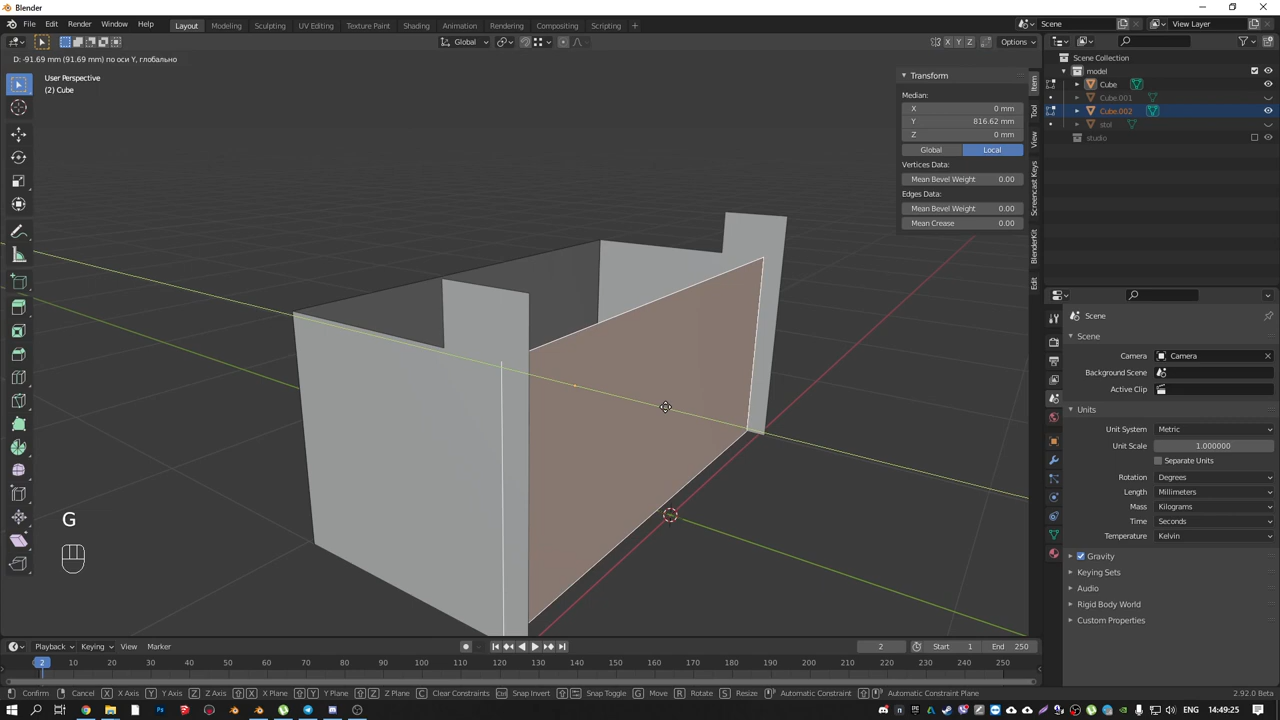 Blender
File Edit Render Window Help
Layout Modeling Sculpting UV Editing Texture Paint Shading Animation Rendering Compositing Scripting +
Scene
View Layer
Global
X Y Z
Options
D: -91.69 mm (91.69 mm) по оси Y, глобально
User Perspective
(2) Cube
Transform
Median:
X 0 mm
Y 816.62 mm
Z 0 mm
Global Local
Vertices Data:
Mean Bevel Weight 0.00
Edges Data:
Mean Bevel Weight 0.00
Mean Crease 0.00
Item
Tool
View
Screencast Keys
BlenderKit
Edit
Scene Collection
model
Cube
Cube.001
Cube.002
stol
studio
Scene
Scene
Camera Camera
Background Scene
Active Clip
Units
Unit System Metric
Unit Scale 1.000000
Separate Units
Rotation Degrees
Length Millimeters
Mass Kilograms
Time Seconds
Temperature Kelvin
Gravity
Keying Sets
Audio
Rigid Body World
Custom Properties
G
Playback Keying View Marker
2
Start 1
End 250
2 10 20 30 40 50 60 70 80 90 100 110 120 130 140 150 160 170 180 190 200 210 220 230 240 250
Confirm Cancel X X Axis Y Y Axis Z Z Axis X X Plane Y Y Plane Z Z Plane C Clear Constraints Ctrl Snap Invert Snap Toggle G Move R Rotate S Resize Automatic Constraint Automatic Constraint Plane
2.92.0 Beta
ENG
14:49:25